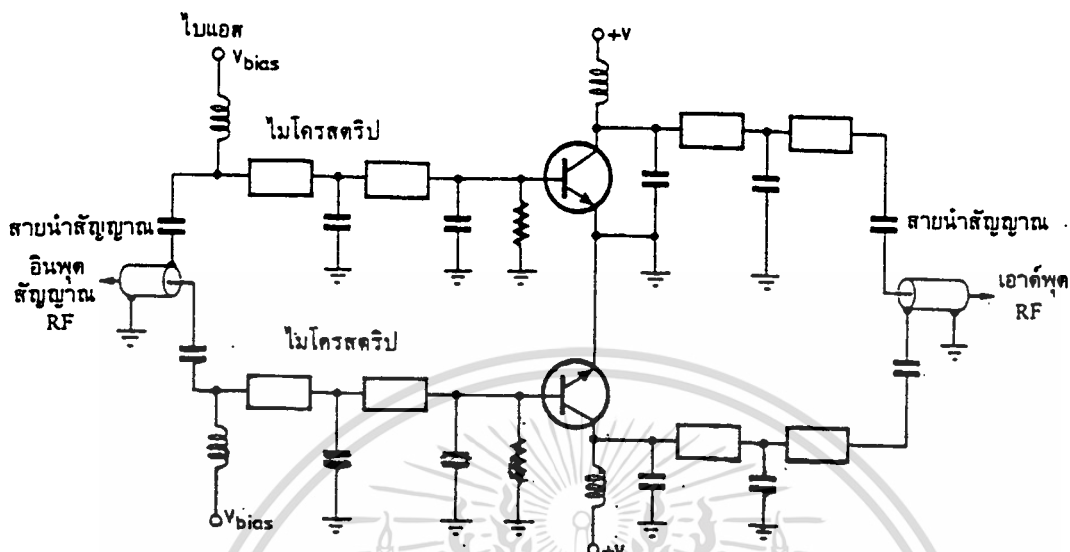 ไบแอส
Vbias
+V
ไมโครสตริป
สายนำสัญญาณ
อินพุต
สัญญาณ
RF
สายนำสัญญาณ
เอาต์พุต
RF
ไมโครสตริป
Vbias
+V